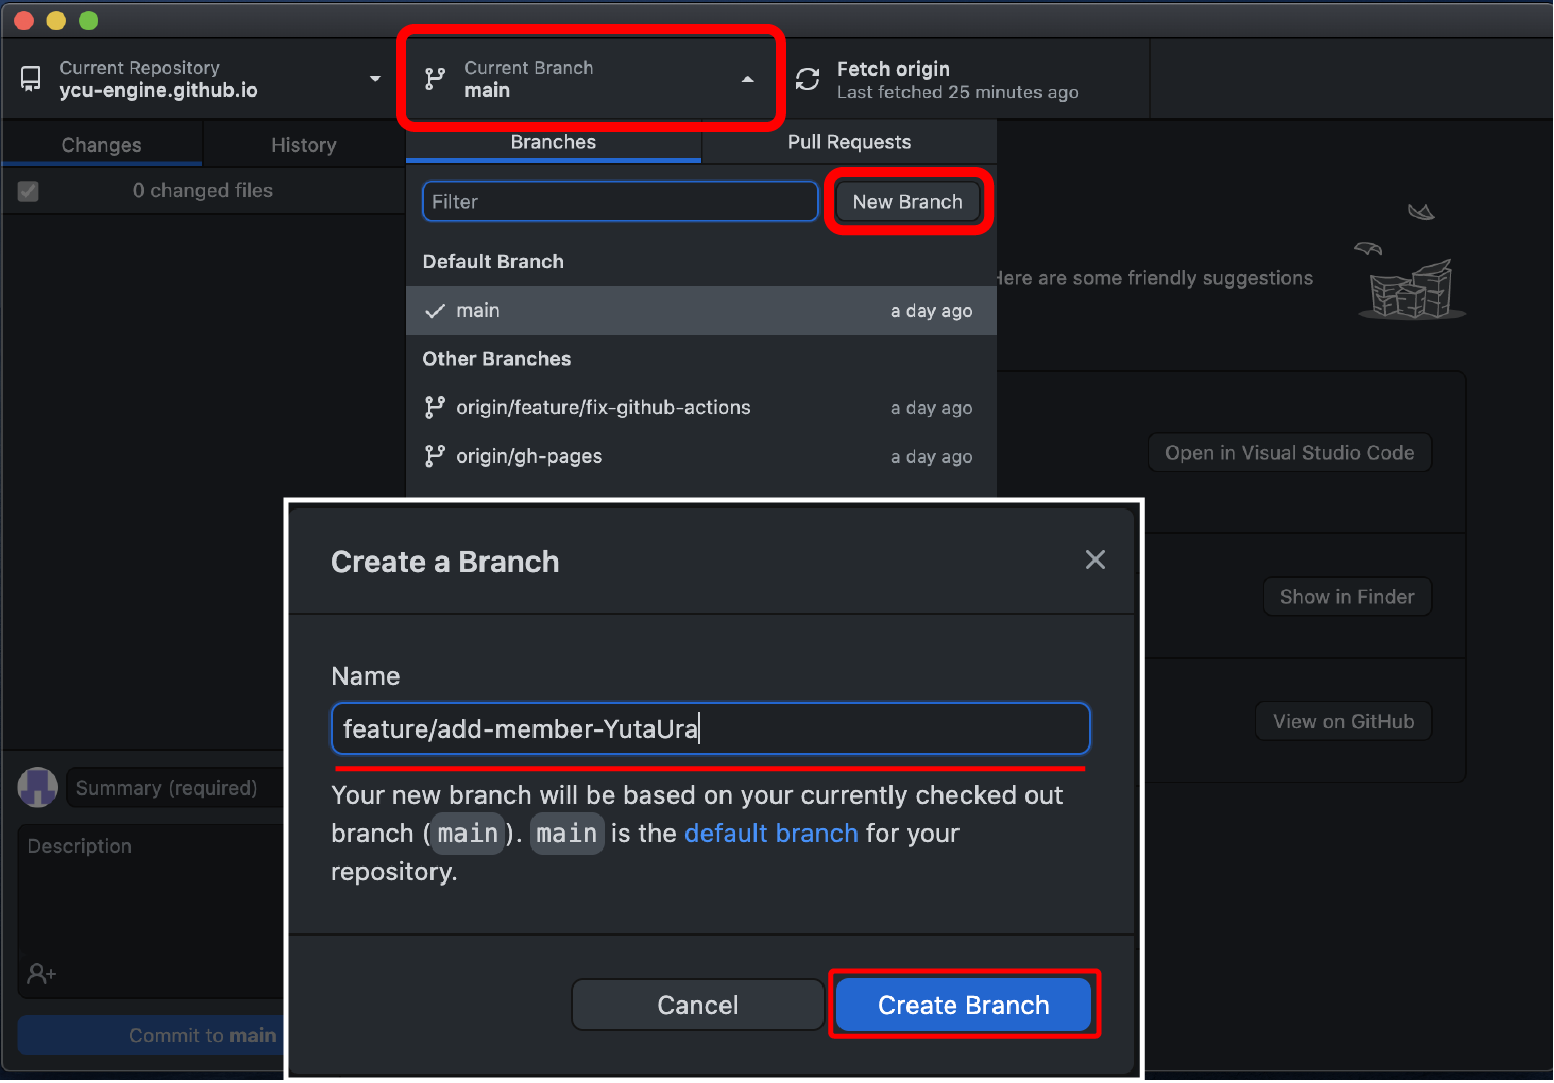 Current Repository
ycu-engine.github.io
Current Branch
main
Fetch origin
Last fetched 25 minutes ago
Changes
History
Branches
Pull Requests
0 changed files
Filter
New Branch
Default Branch
main
a day ago
Here are some friendly suggestions
Other Branches
origin/feature/fix-github-actions
a day ago
origin/gh-pages
a day ago
Open in Visual Studio Code
Show in Finder
View on GitHub
Create a Branch
Name
feature/add-member-YutaUra
Your new branch will be based on your currently checked out
branch (main). main is the default branch for your
repository.
Cancel
Create Branch
Summary (required)
Description
Commit to main